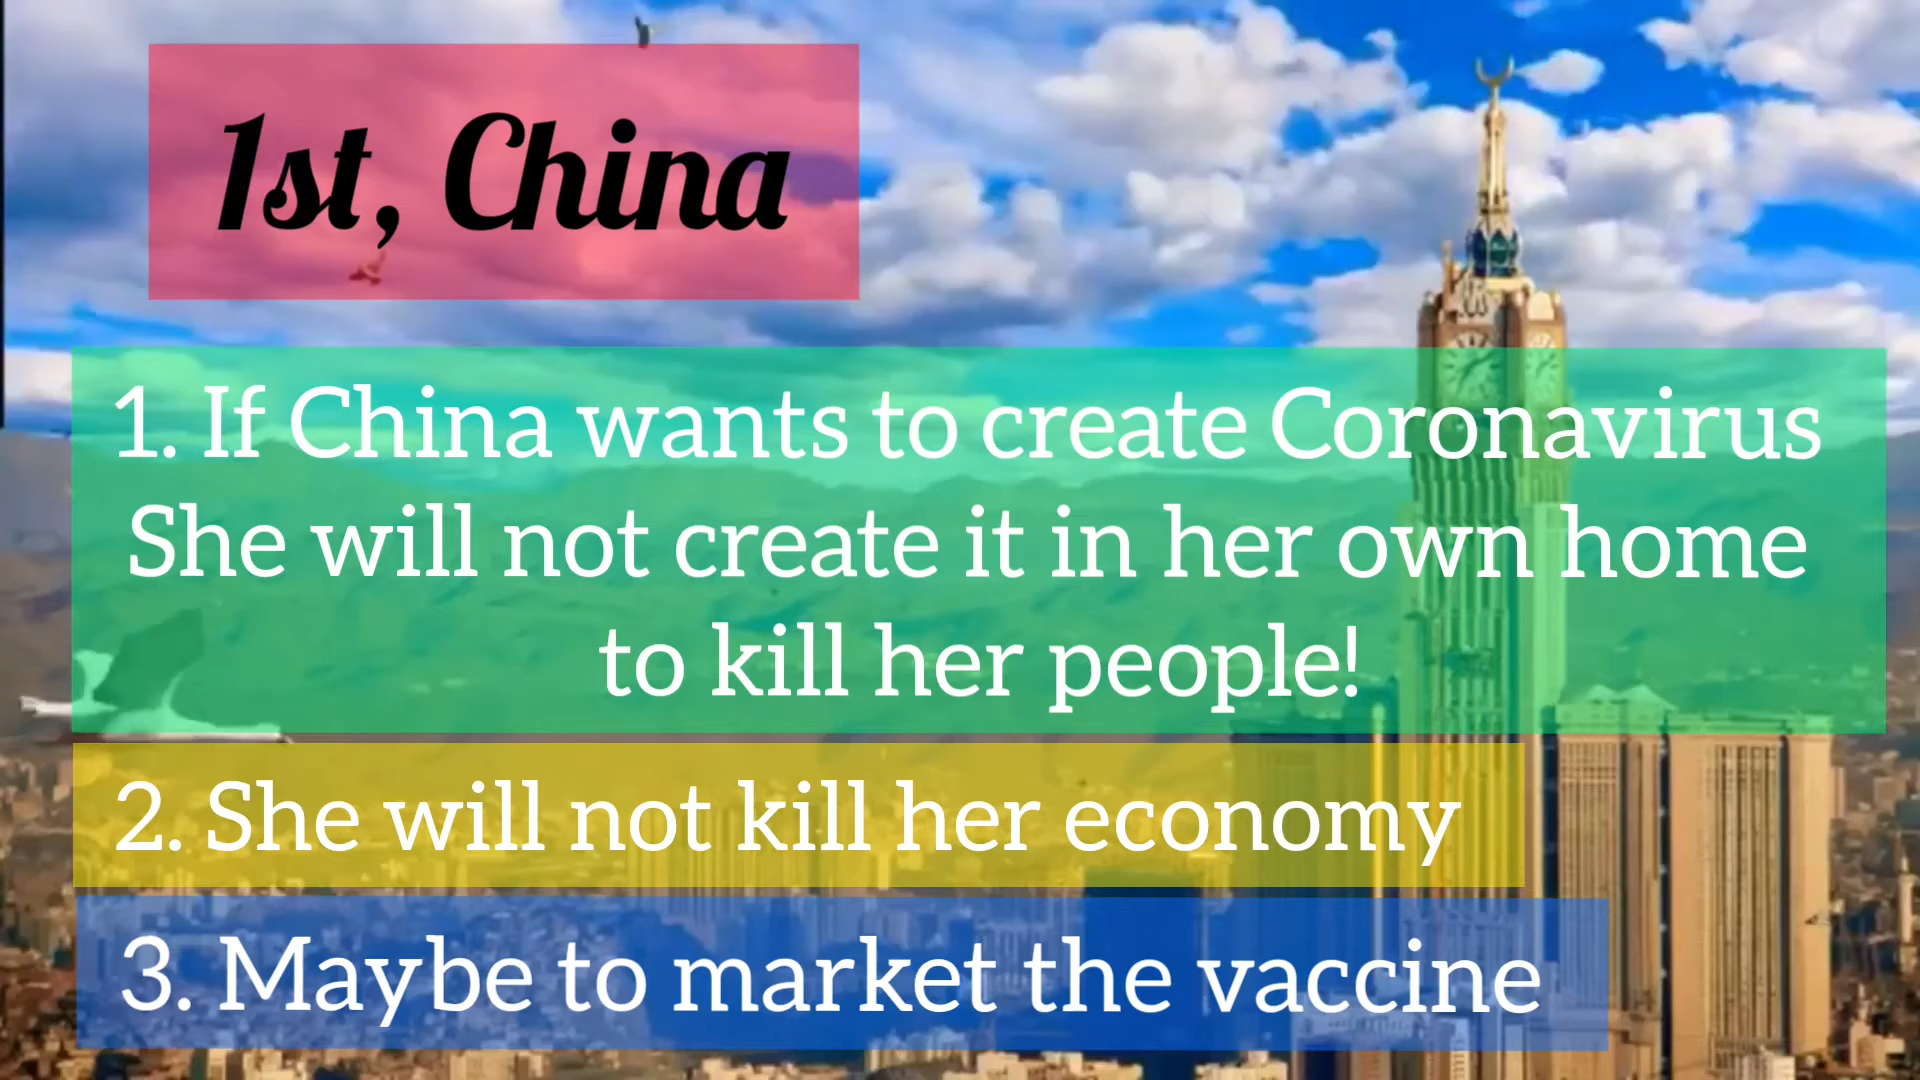 1st, China
1. If China wants to create Coronavirus
She will not create it in her own home
to kill her people!
2. She will not kill her economy
3. Maybe to market the vaccine